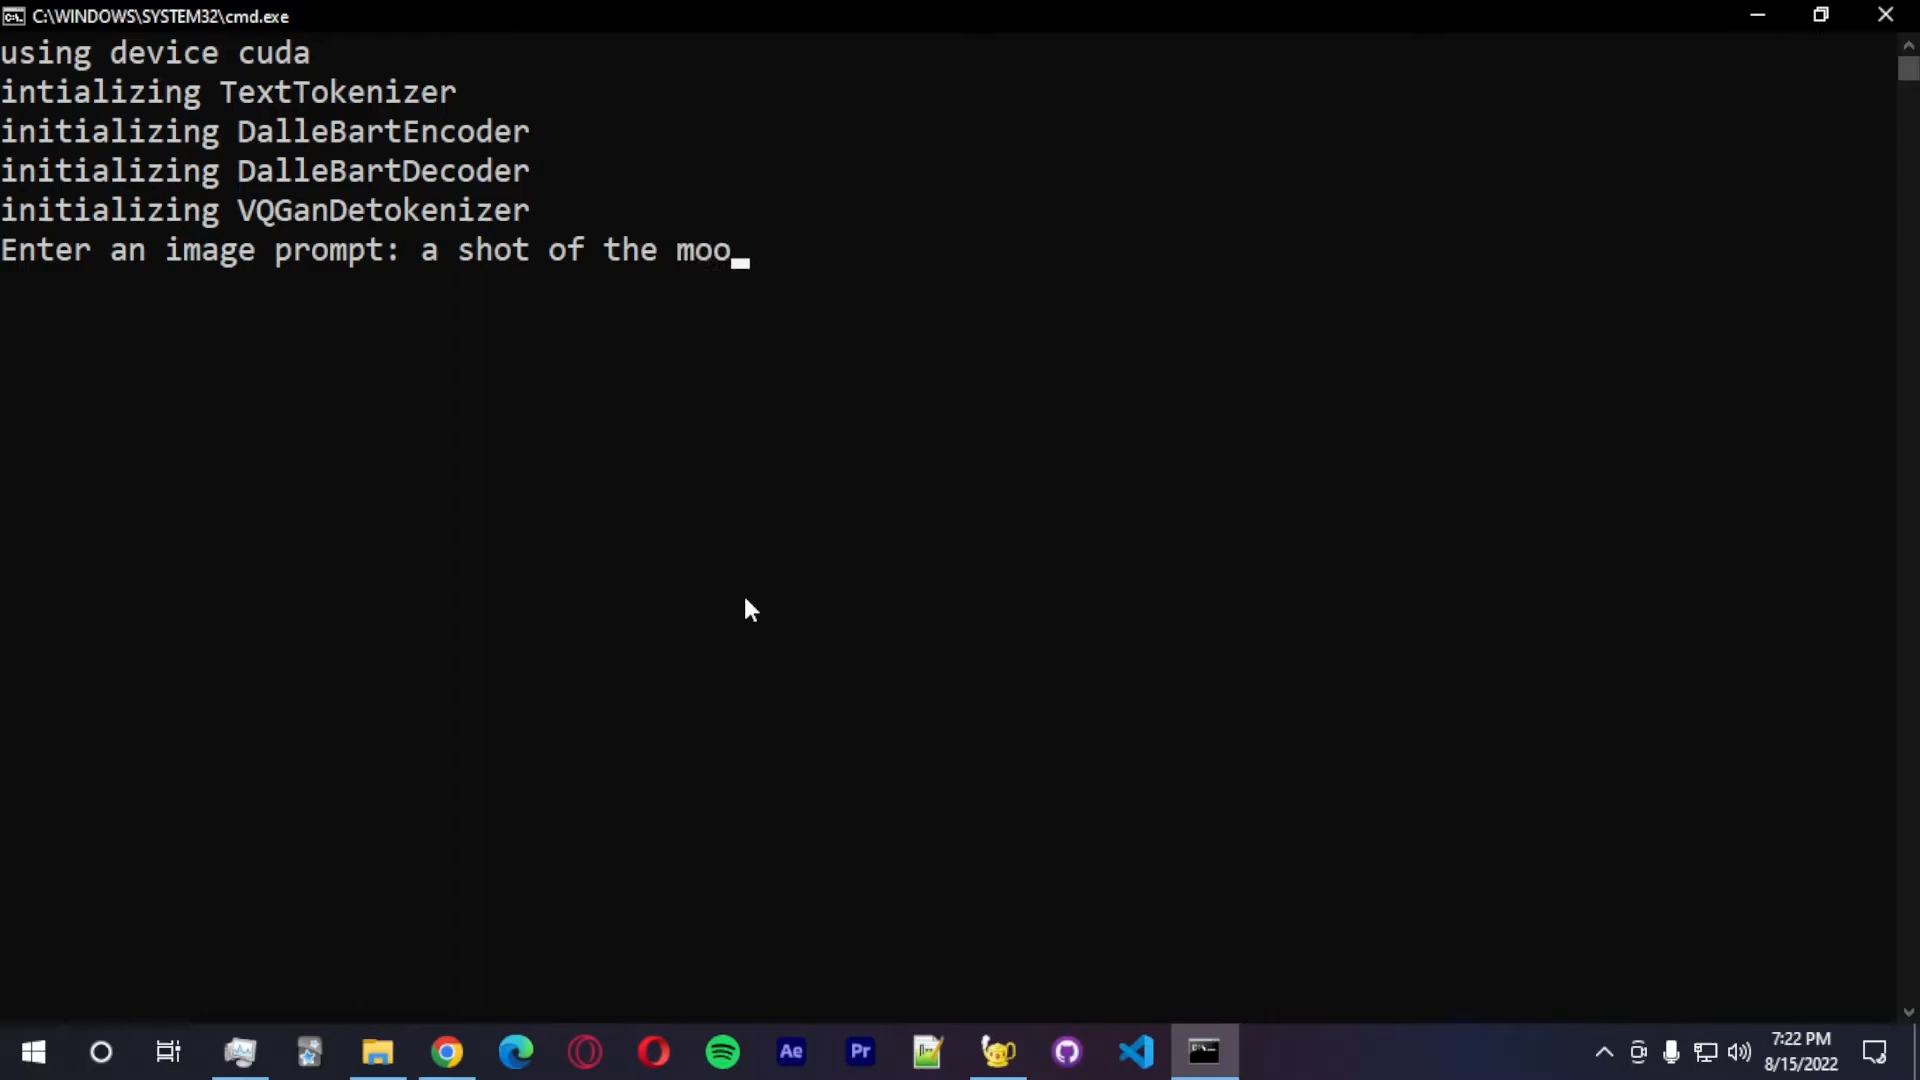 C:\WINDOWS\SYSTEM32\cmd.exe
using device cuda
intializing TextTokenizer
initializing DalleBartEncoder
initializing DalleBartDecoder
initializing VQGanDetokenizer
Enter an image prompt: a shot of the moo
Ae
Pr
7:22 PM
8/15/2022